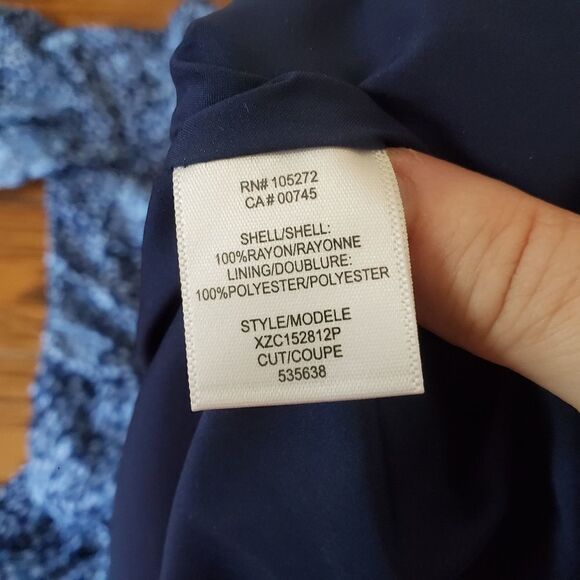 RN# 105272
CA# 00745
SHELL/SHELL:
100%RAYON/RAYONNE
LINING/DOUBLURE:
100%POLYESTER/POLYESTER
STYLE/MODELE
XZC152812P
CUT/COUPE
535638